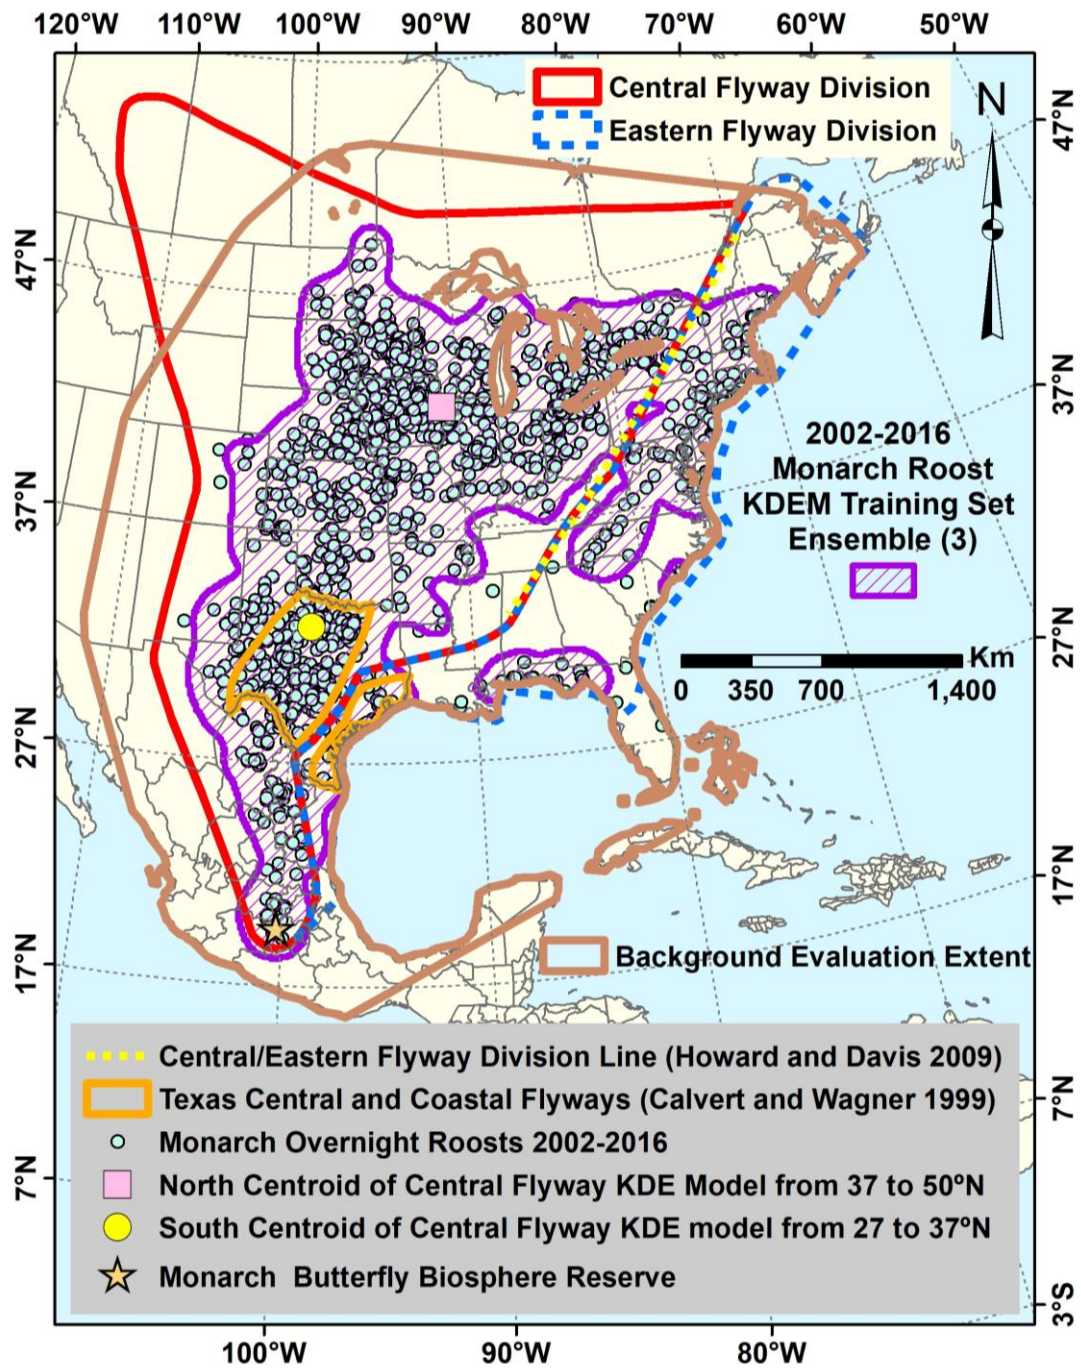 120°W 110°W 100°W 90°W 80°W 70°W 60°W 50°W
Central Flyway Division
Eastern Flyway Division
N
47°N
47°N
37°N
37°N
2002-2016
Monarch Roost
KDEM Training Set
Ensemble (3)
27°N
27°N
Km
0 350 700 1,400
17°N
17°N
Background Evaluation Extent
Central/Eastern Flyway Division Line (Howard and Davis 2009)
Texas Central and Coastal Flyways (Calvert and Wagner 1999)
Monarch Overnight Roosts 2002-2016
North Centroid of Central Flyway KDE Model from 37 to 50ºN
South Centroid of Central Flyway KDE model from 27 to 37ºN
Monarch Butterfly Biosphere Reserve
7°N
7°N
3°S
100°W 90°W 80°W